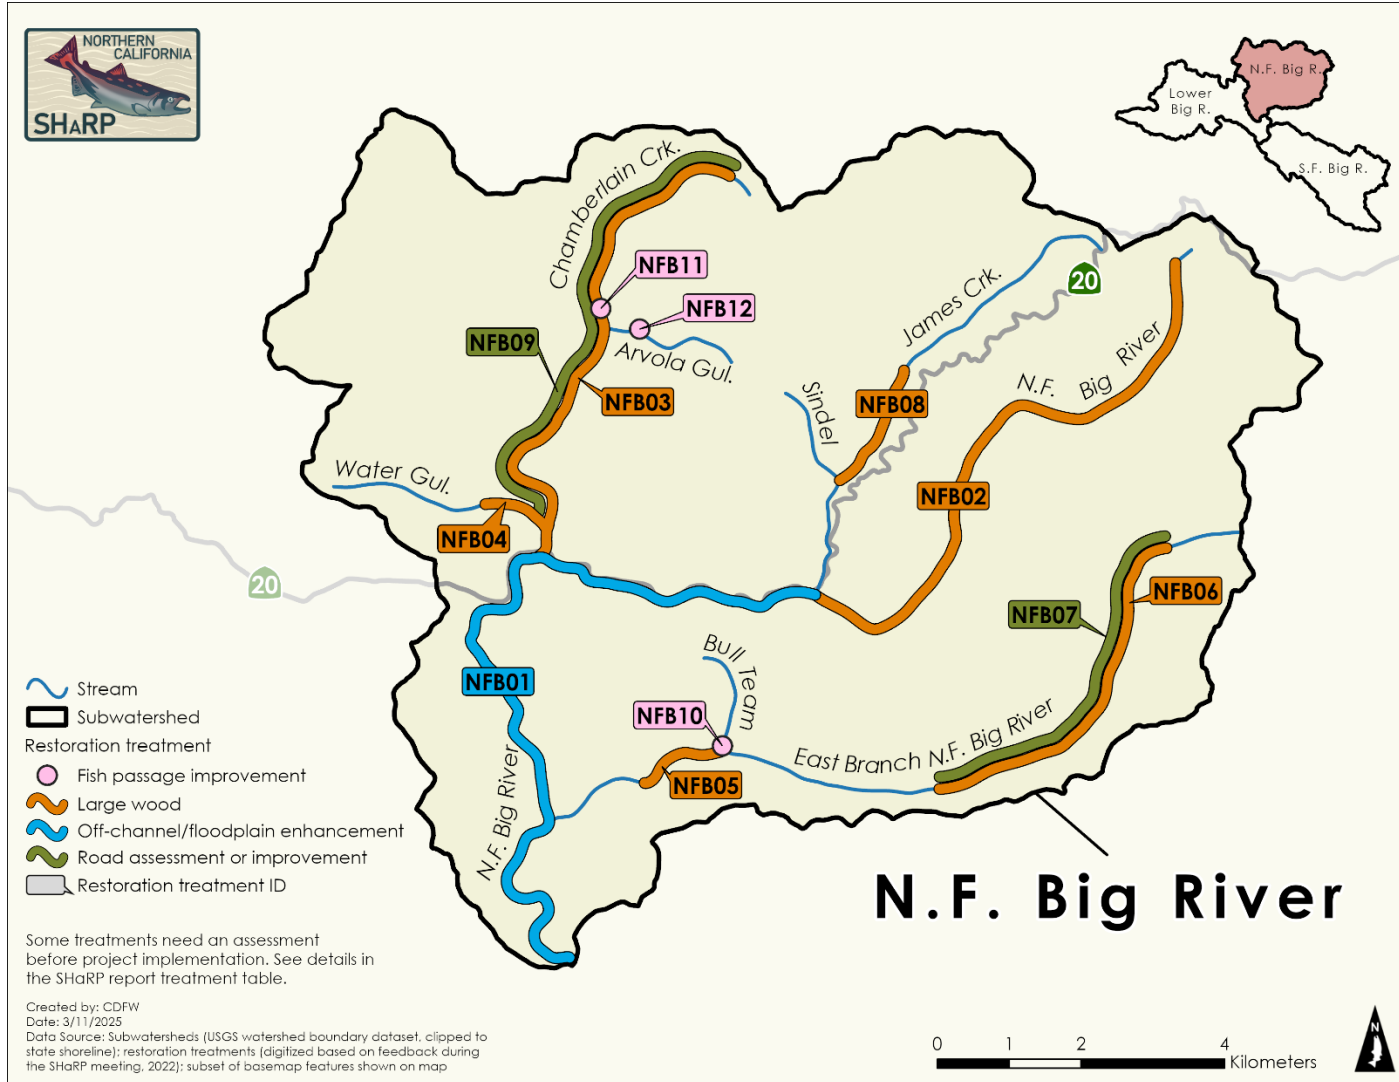 NORTHERN
CALIFORNIA
SHaRP
N.F. Big R.
Lower
Big R.
S.F. Big R.
Chamberlain Crk.
NFB11
NFB12
20
James Crk.
NFB09
Arvola Gul.
N.F. Big River
NFB03
Sindel
NFB08
Water Gul.
NFB02
NFB04
20
NFB06
NFB07
Bull Team
NFB01
NFB10
East Branch N.F. Big River
NFB05
N.F. Big River
Stream
Subwatershed
Restoration treatment
Fish passage improvement
Large wood
Off-channel/floodplain enhancement
Road assessment or improvement
Restoration treatment ID
N.F. Big River
Some treatments need an assessment
before project implementation. See details in
the SHaRP report treatment table.
Created by: CDFW
Date: 3/11/2025
Data Source: Subwatersheds (USGS watershed boundary dataset, clipped to
state shoreline); restoration treatments (digitized based on feedback during
the SHaRP meeting, 2022); subset of basemap features shown on map
0 1 2 4
Kilometers
N